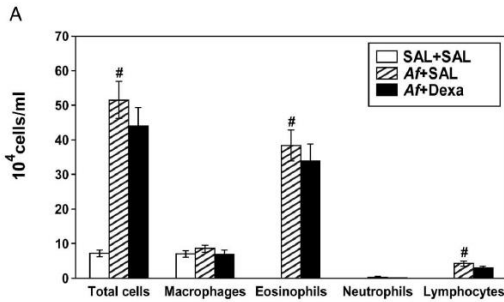 A
SAL+SAL
Af+SAL
Af+Dexa
10⁴cells/ml
70
60
50
40
30
20
10
0
#
#
#
Total cells Macrophages Eosinophils Neutrophils Lymphocytes